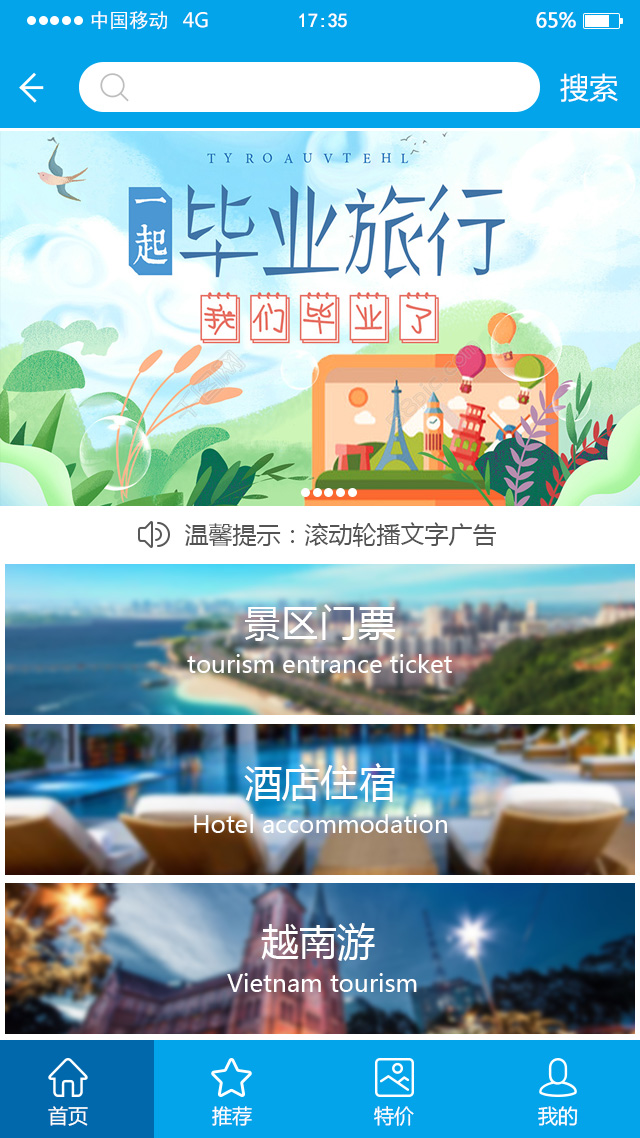 中国移动 4G 17:35 65%
搜索
TYROAUVTEHL
一起毕业旅行
我们毕业了
温馨提示：滚动轮播文字广告
景区门票
tourism entrance ticket
酒店住宿
Hotel accommodation
越南游
Vietnam tourism
首页 推荐 特价 我的